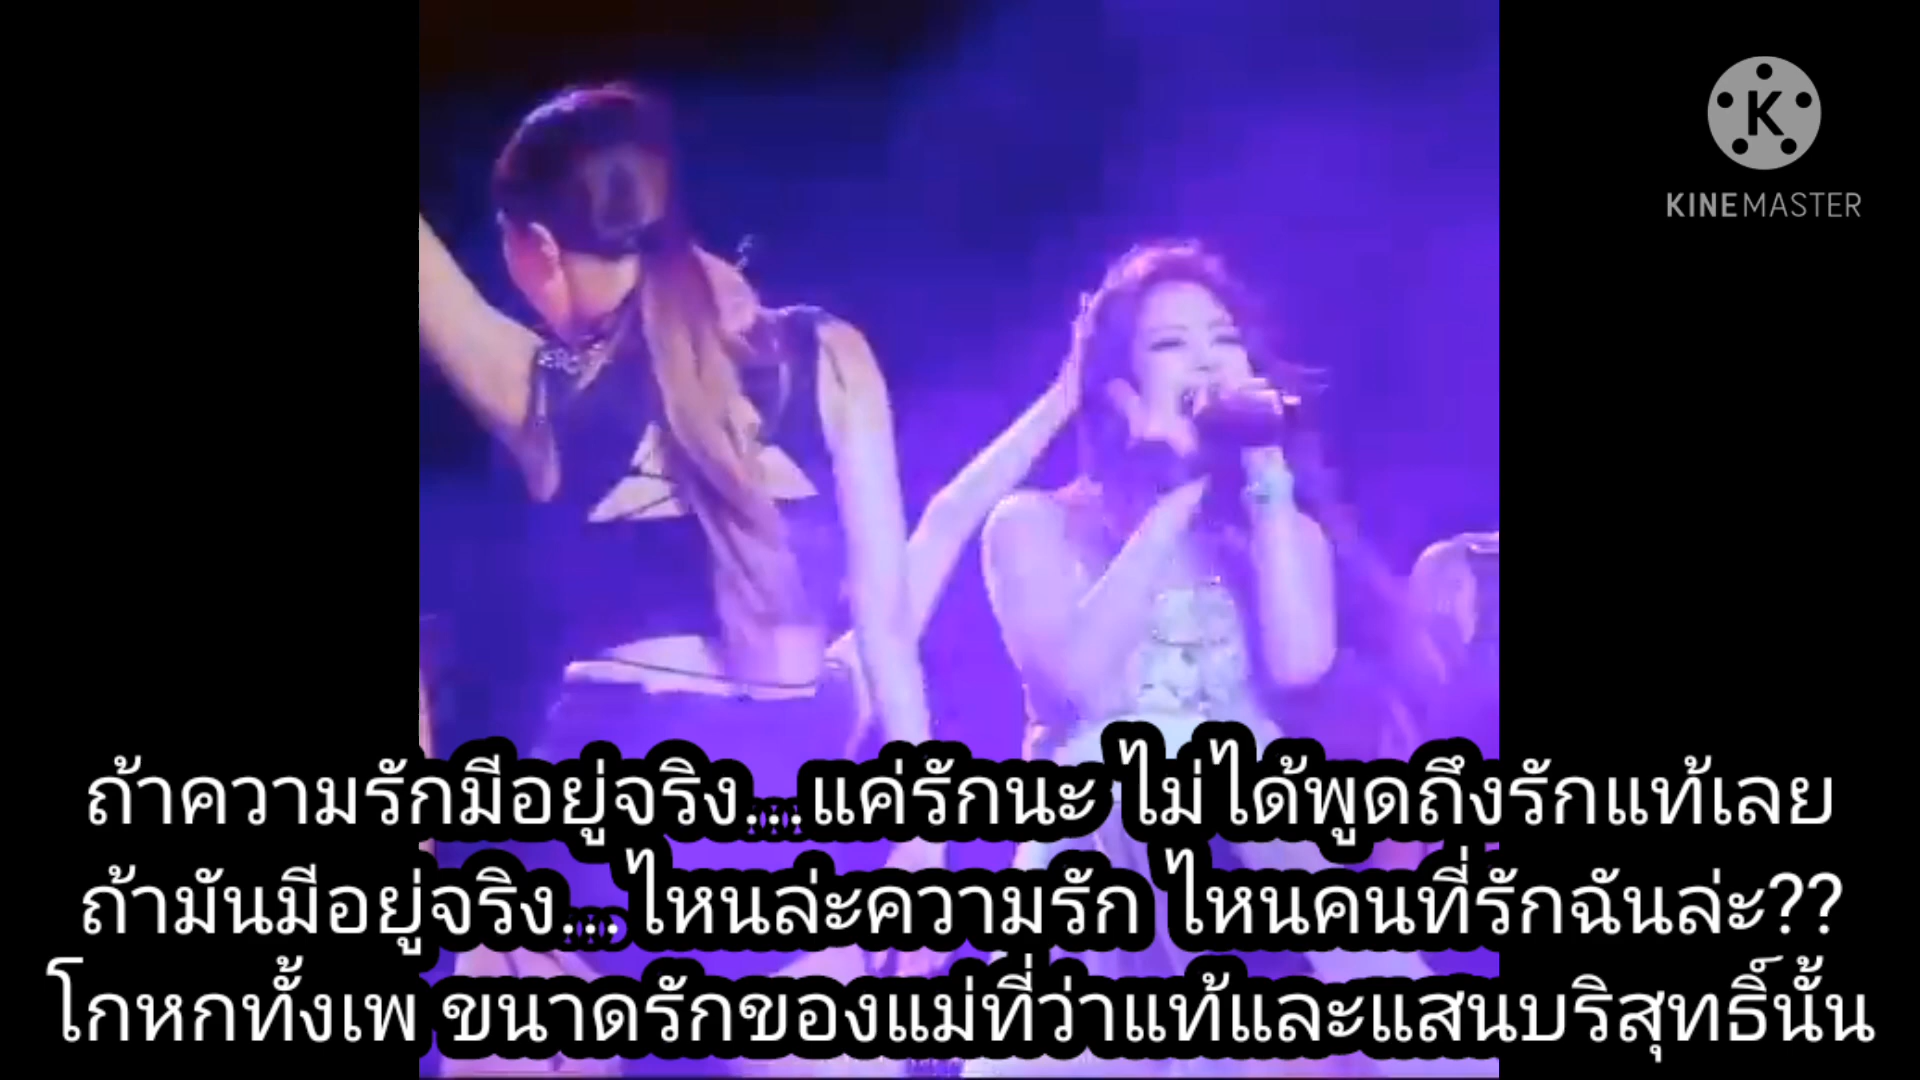 KINEMASTER
ถ้าความรักมีอยู่จริง...แค่รักนะ ไม่ได้พูดถึงรักแท้เลย
ถ้ามันมีอยู่จริง... ไหนล่ะความรัก ไหนคนที่รักฉันล่ะ??
โกหกทั้งเพ ขนาดรักของแม่ที่ว่าแท้และแสนบริสุทธิ์นั้น